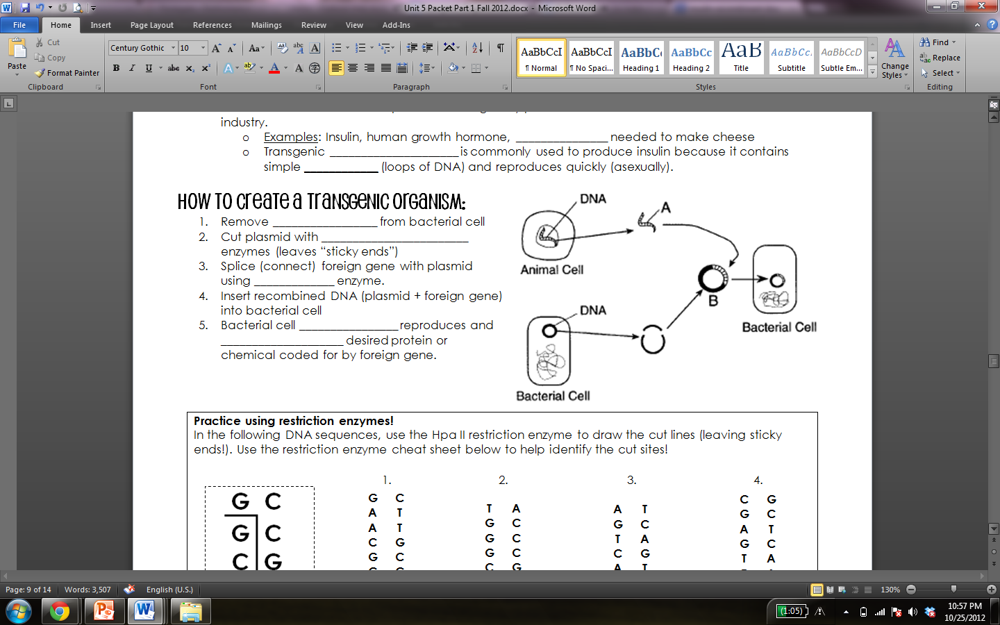 Unit 5 Packet Part 1 Fall 2012.docx - Microsoft Word
File Home Insert Page Layout References Mailings Review View Add-Ins
Paste
Cut
Copy
Format Painter
Clipboard
Century Gothic 10
Font
Paragraph
AaBbCcI AaBbCcI AaBbC AaBbCc AaB AaBbCc. AaBbCcD
¶ Normal ¶ No Spaci... Heading 1 Heading 2 Title Subtitle Subtle Em...
Styles
Change Styles
Find
Replace
Select
Editing
industry.
o Examples: Insulin, human growth hormone, _______________ needed to make cheese
o Transgenic _____________________ is commonly used to produce insulin because it contains
simple ____________ (loops of DNA) and reproduces quickly (asexually).
How to Create a Transgenic Organism:
1. Remove _________________ from bacterial cell
2. Cut plasmid with ________________________
enzymes (leaves “sticky ends”)
3. Splice (connect) foreign gene with plasmid
using _____________ enzyme.
4. Insert recombined DNA (plasmid + foreign gene)
into bacterial cell
5. Bacterial cell ________________ reproduces and
____________________ desired protein or
chemical coded for by foreign gene.
DNA
A
Animal Cell
B
DNA
Bacterial Cell
Bacterial Cell
Practice using restriction enzymes!
In the following DNA sequences, use the Hpa II restriction enzyme to draw the cut lines (leaving sticky
ends!). Use the restriction enzyme cheat sheet below to help identify the cut sites!
G C
G C
C G
1.
G C
A T
A T
C G
G C
2.
T A
G C
G C
G C
C G
3.
A T
G C
T A
C G
A T
4.
C G
G C
A T
G C
T A
Page: 9 of 14 Words: 3,507 English (U.S.) 130%
(1:05)
10:57 PM
10/25/2012